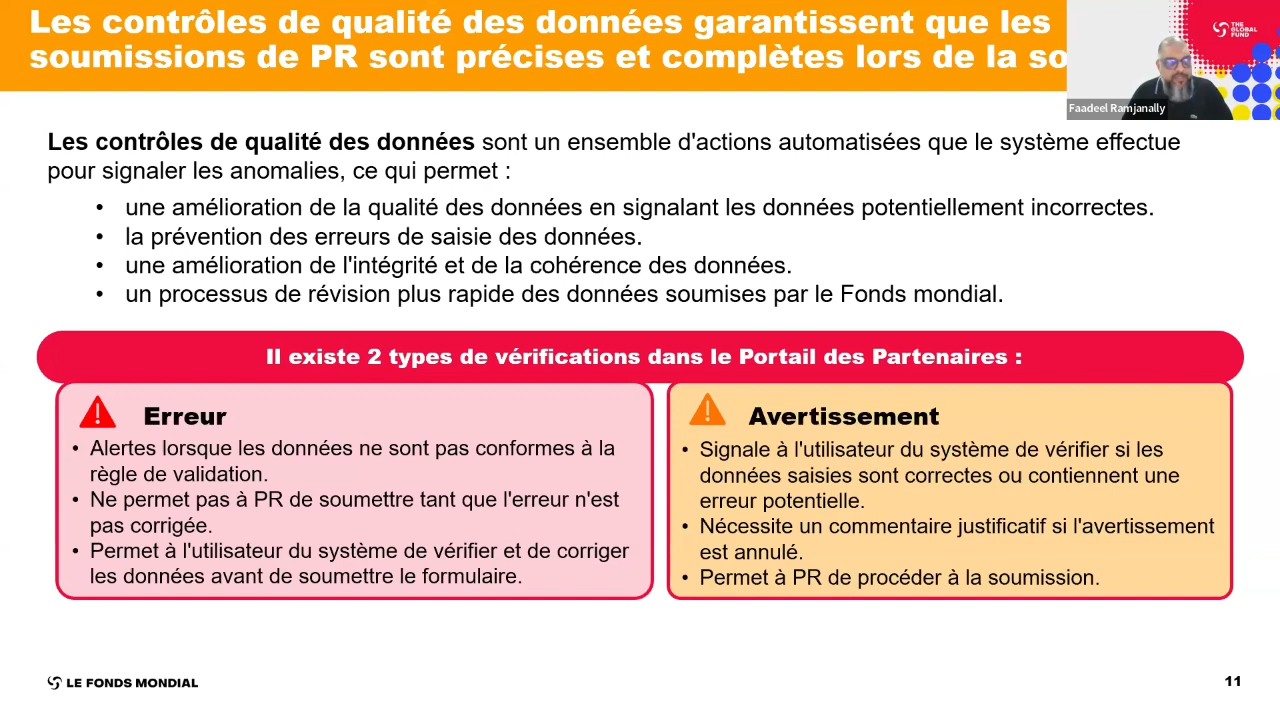 Les contrôles de qualité des données garantissent que les
soumissions de PR sont précises et complètes lors de la so
THE
GLOBAL
FUND
Faadeel Ramjanally
Les contrôles de qualité des données sont un ensemble d'actions automatisées que le système effectue
pour signaler les anomalies, ce qui permet :
• une amélioration de la qualité des données en signalant les données potentiellement incorrectes.
• la prévention des erreurs de saisie des données.
• une amélioration de l'intégrité et de la cohérence des données.
• un processus de révision plus rapide des données soumises par le Fonds mondial.
Il existe 2 types de vérifications dans le Portail des Partenaires :
Erreur
• Alertes lorsque les données ne sont pas conformes à la
règle de validation.
• Ne permet pas à PR de soumettre tant que l'erreur n'est
pas corrigée.
• Permet à l'utilisateur du système de vérifier et de corriger
les données avant de soumettre le formulaire.
Avertissement
• Signale à l'utilisateur du système de vérifier si les
données saisies sont correctes ou contiennent une
erreur potentielle.
• Nécessite un commentaire justificatif si l'avertissement
est annulé.
• Permet à PR de procéder à la soumission.
LE FONDS MONDIAL
11